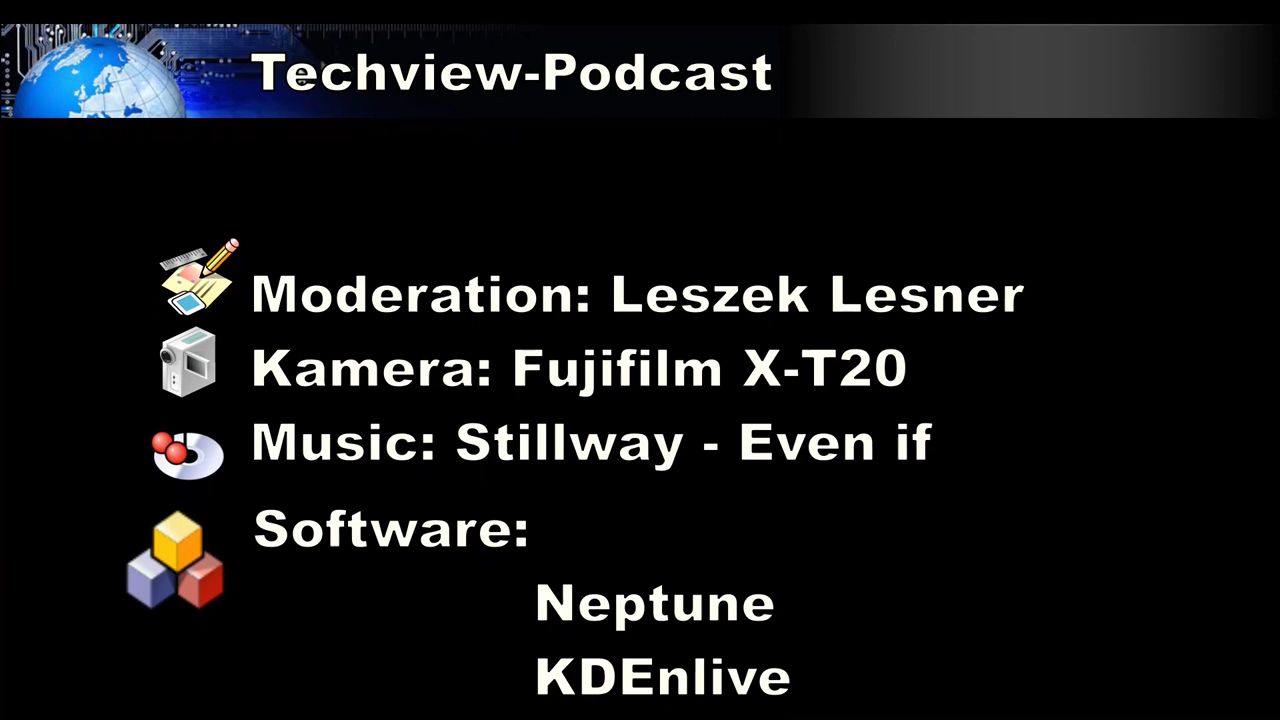 Techview-Podcast
Moderation: Leszek Lesner
Kamera: Fujifilm X-T20
Music: Stillway - Even if
Software:
Neptune
KDEnlive